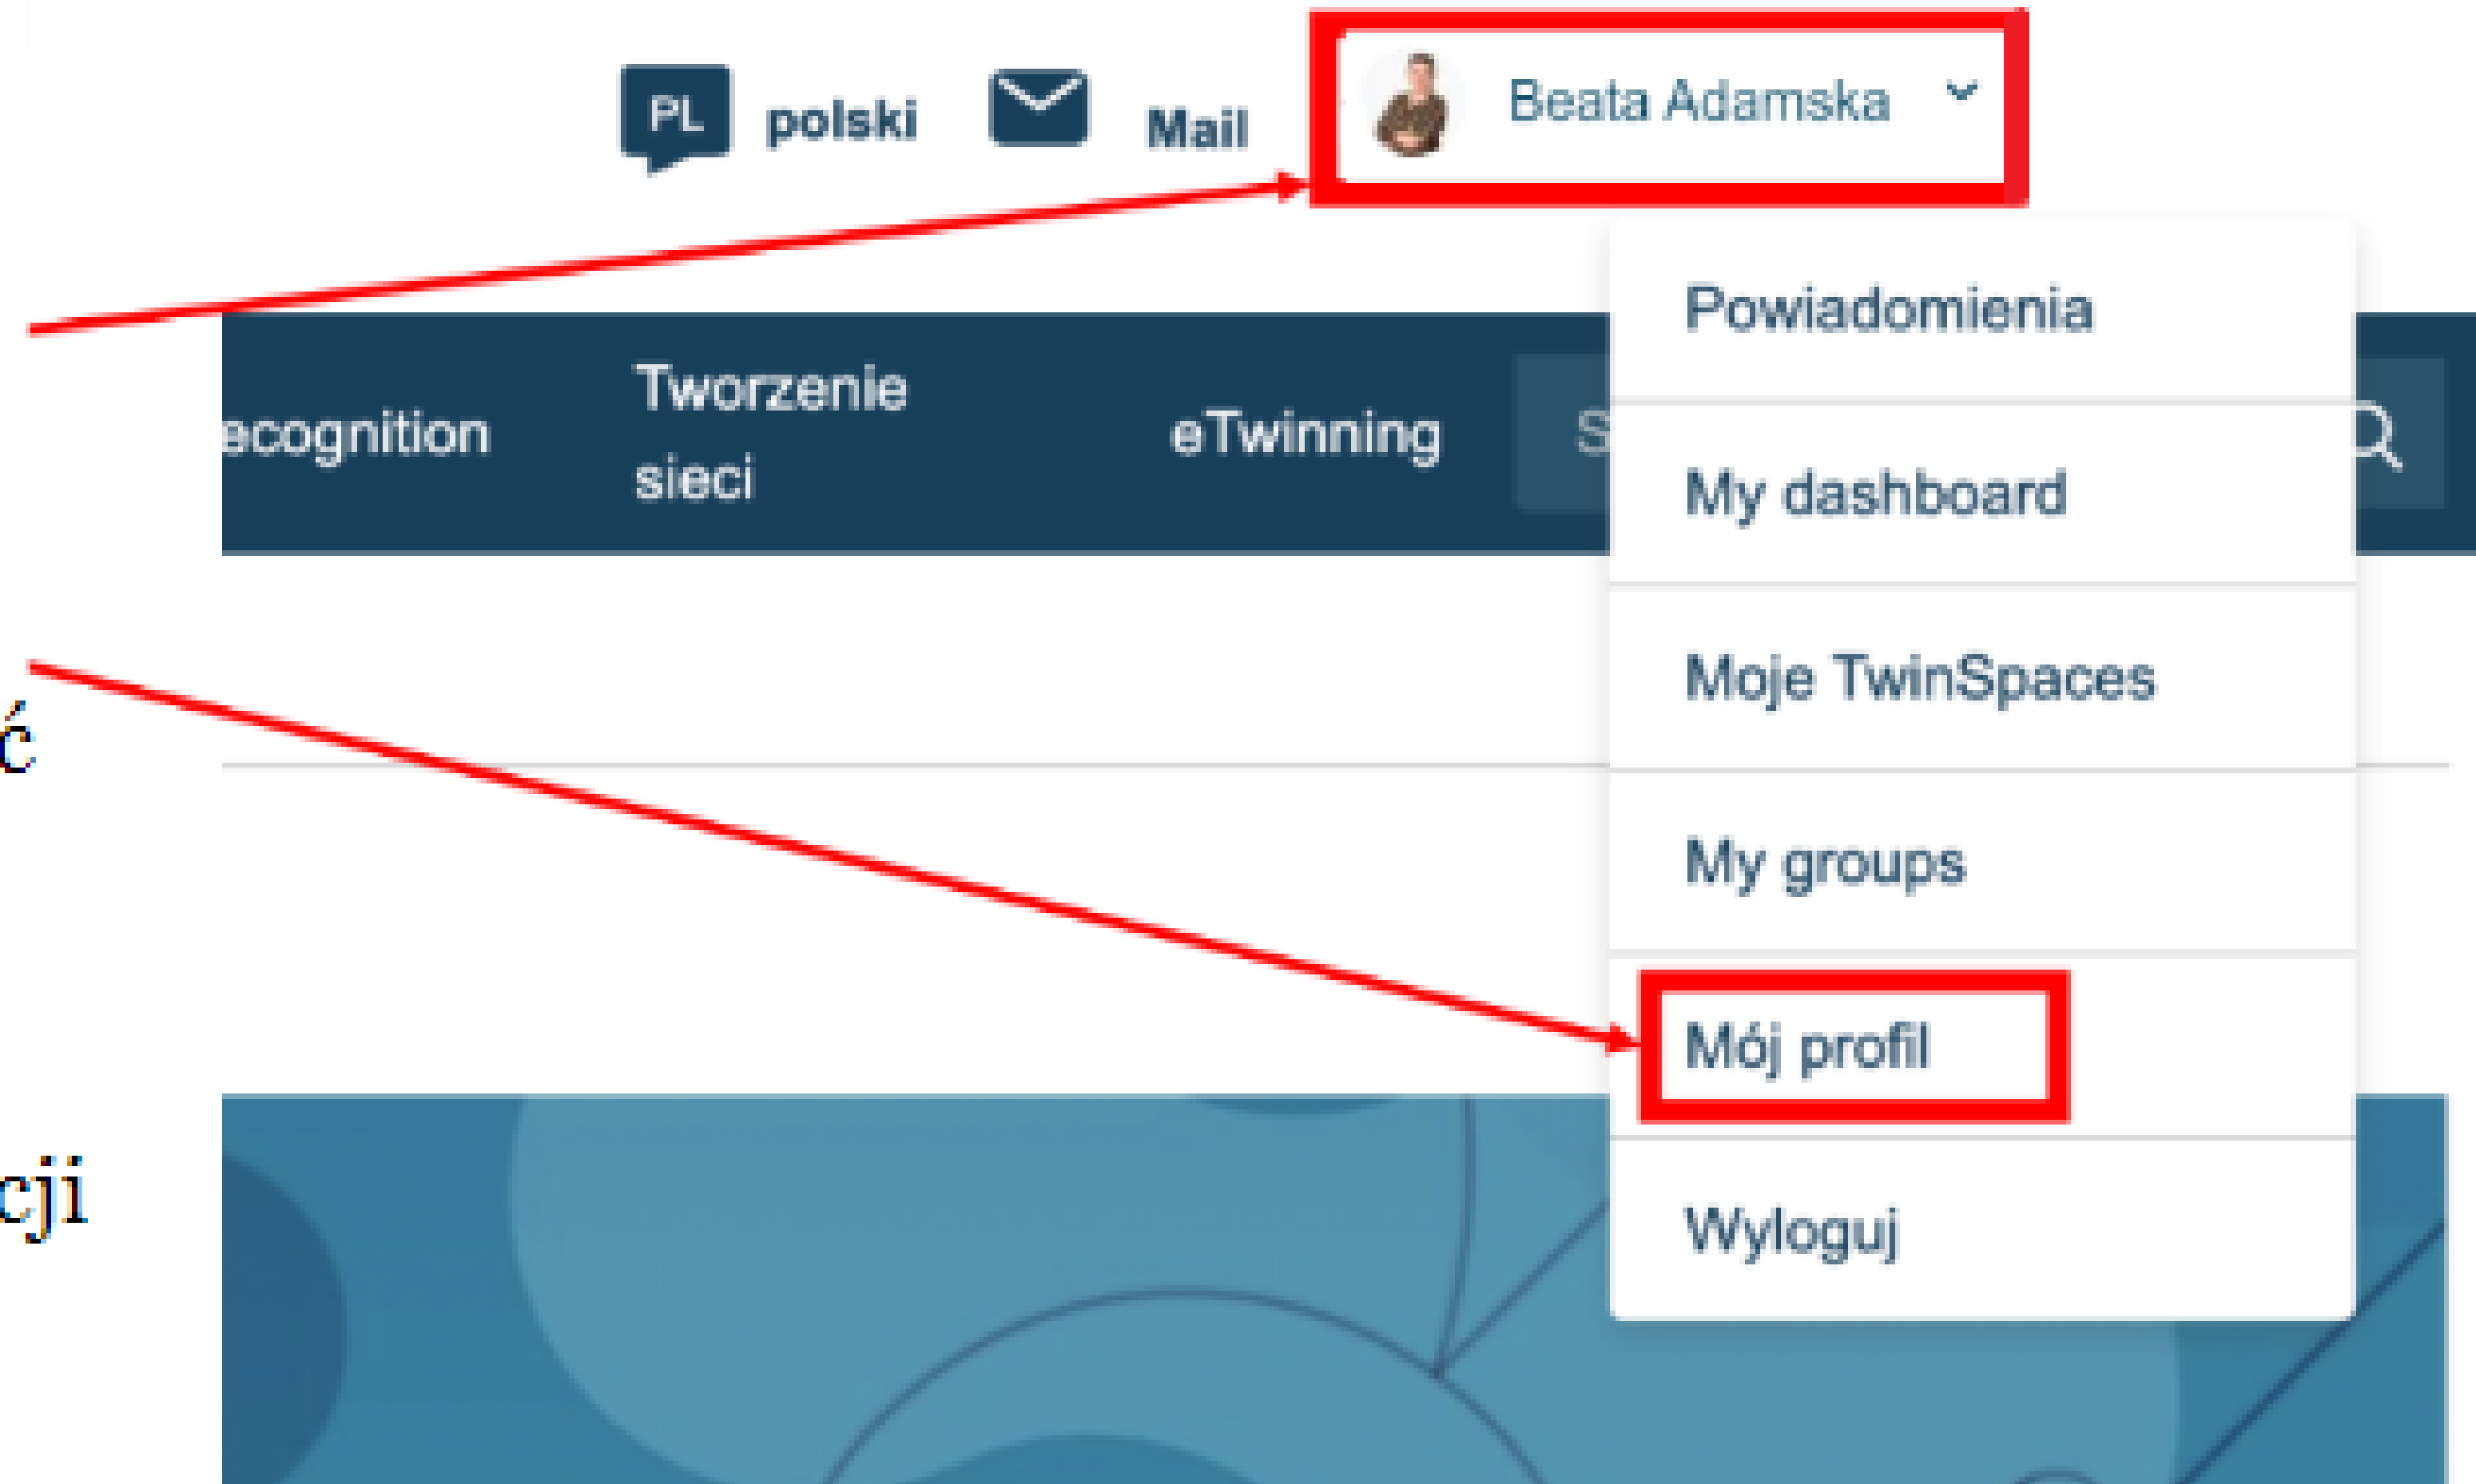 PL polski Mail Beata Adamska
Powiadomienia
ecognition
Tworzenie
sieci
eTwinning
S
My dashboard
Moje TwinSpaces
ć
My groups
Mój profil
cji
Wyloguj